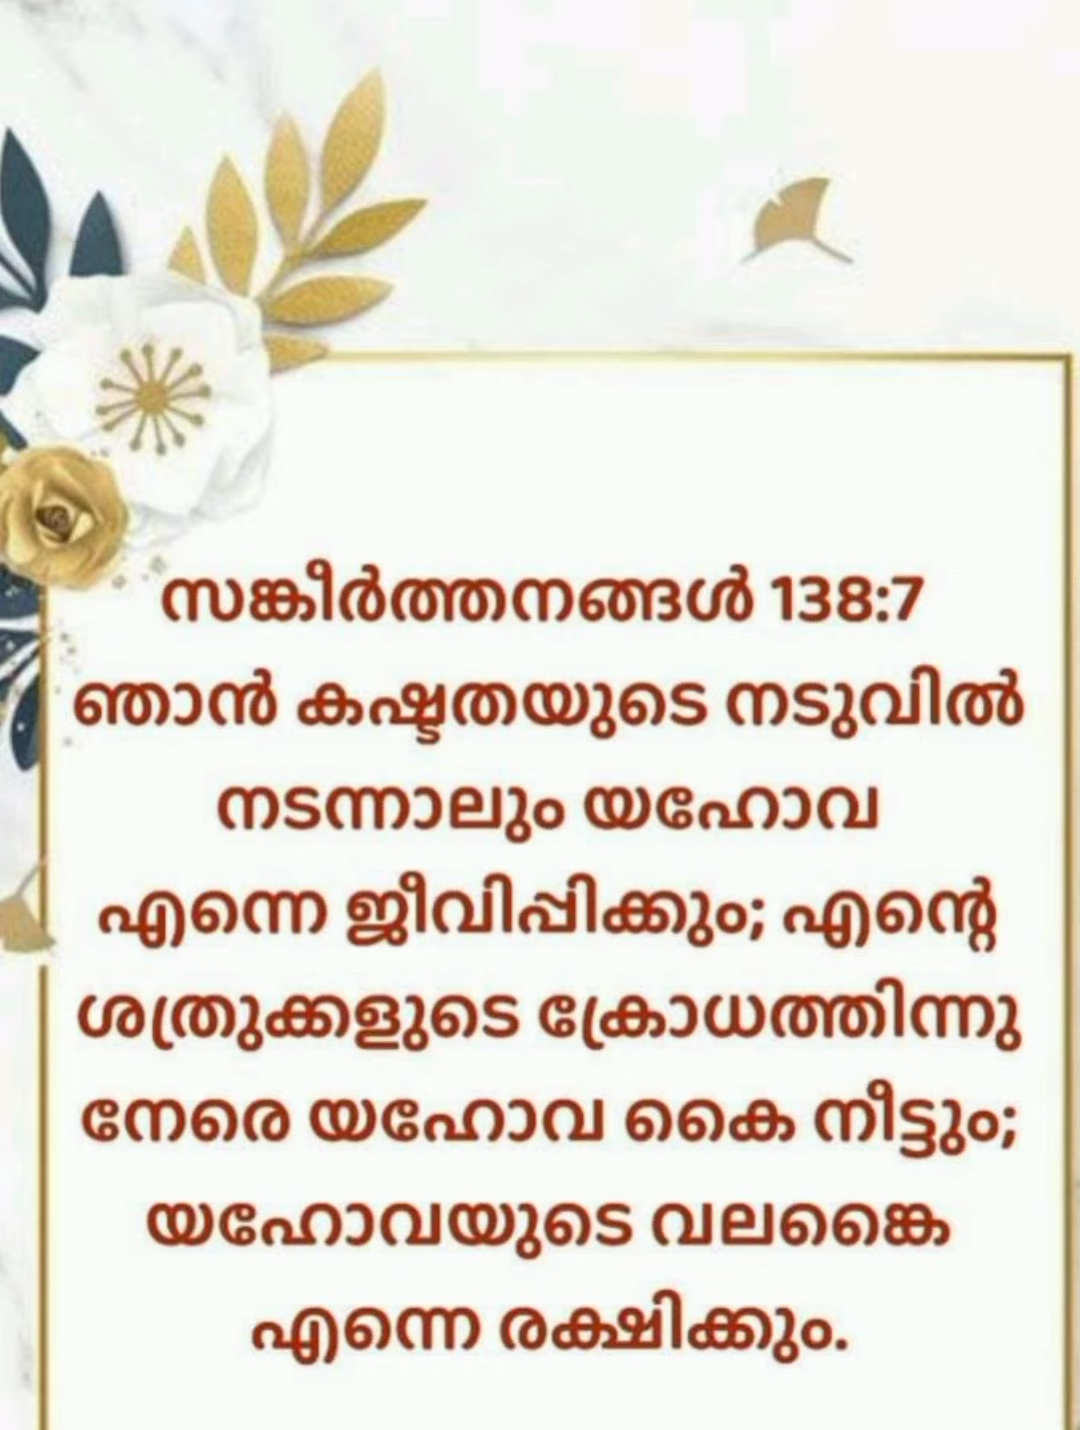 സങ്കീർത്തനങ്ങൾ 138:7
ഞാൻ കഷ്ടതയുടെ നടുവിൽ
നടന്നാലും യഹോവ
എന്നെ ജീവിപ്പിക്കും; എന്റെ
ശത്രുക്കളുടെ ക്രോധത്തിന്നു
നേരെ യഹോവ കൈ നീട്ടും;
യഹോവയുടെ വലങ്കൈ
എന്നെ രക്ഷിക്കും.